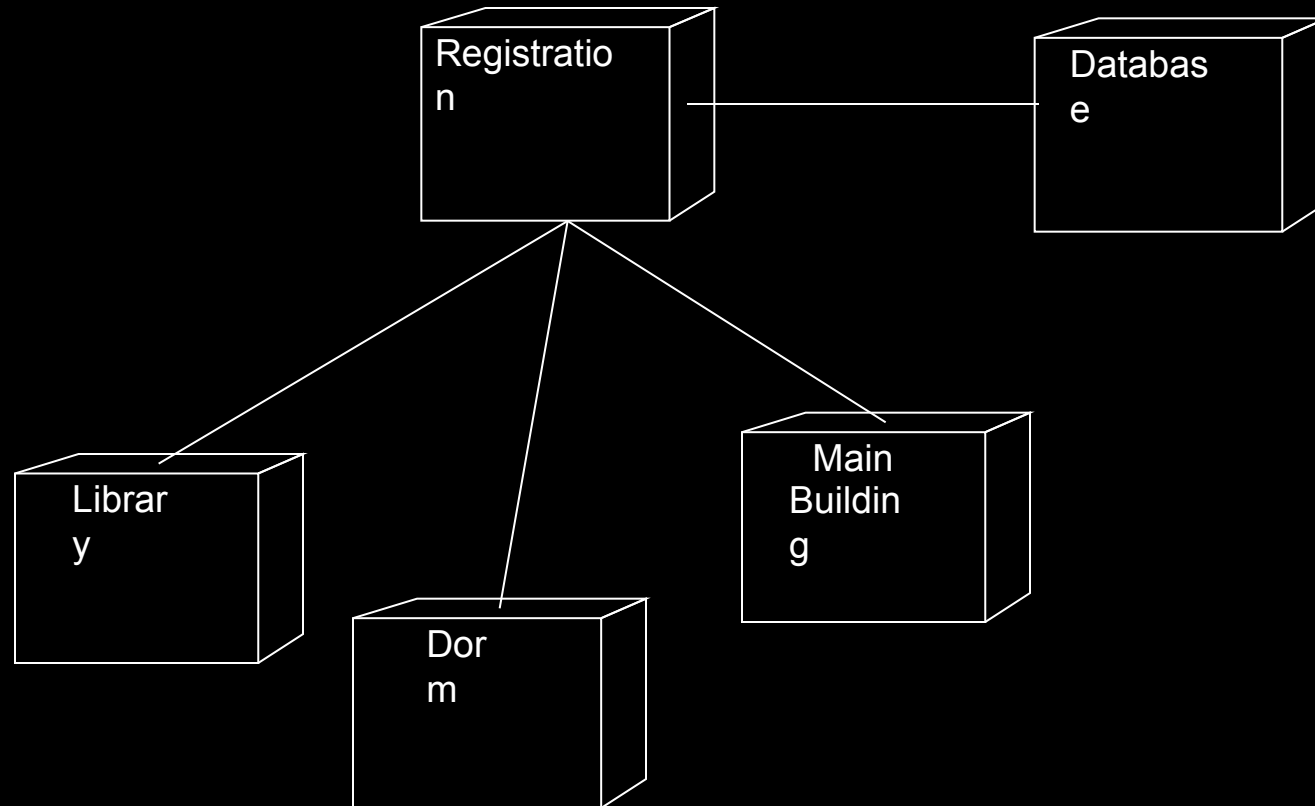 Registratio
n
Databas
e
Librar
y
Dor
m
Main
Buildin
g